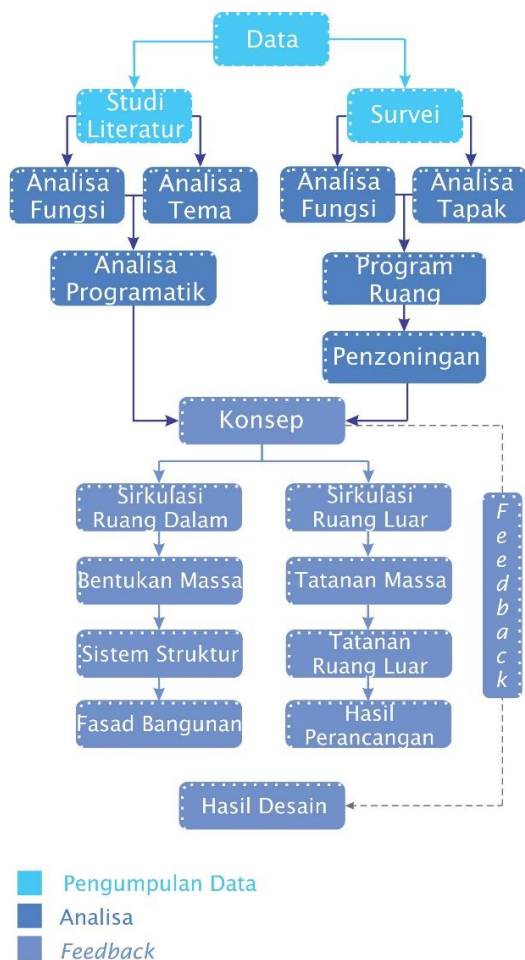 Data
Studi
Literatur
Survei
Analisa
Fungsi
Analisa
Tema
Analisa
Fungsi
Analisa
Tapak
Analisa
Programatik
Program
Ruang
Penzoningan
Konsep
Sirkulasi
Ruang Dalam
Sirkulasi
Ruang Luar
Bentukan Massa
Tatanan Massa
Sistem Struktur
Tatanan
Ruang Luar
Fasad Bangunan
Hasil
Perancangan
Feedback
Hasil Desain
Pengumpulan Data
Analisa
Feedback